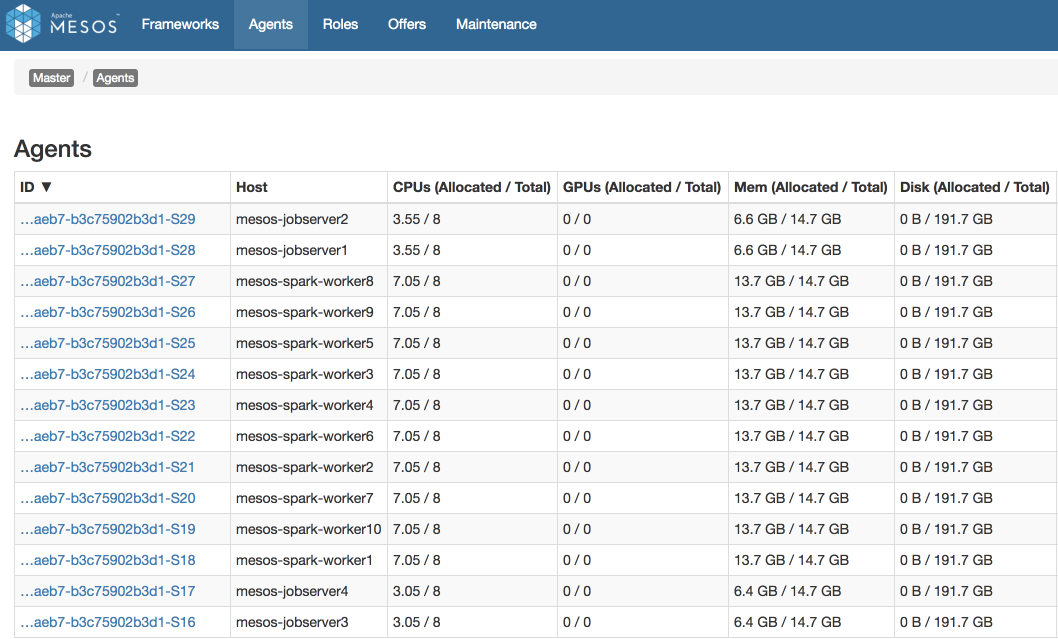 Apache
MESOS™ Frameworks Agents Roles Offers Maintenance
Master / Agents
Agents
ID ▼ Host CPUs (Allocated / Total) GPUs (Allocated / Total) Mem (Allocated / Total) Disk (Allocated / Total)
…aeb7-b3c75902b3d1-S29 mesos-jobserver2 3.55 / 8 0 / 0 6.6 GB / 14.7 GB 0 B / 191.7 GB
…aeb7-b3c75902b3d1-S28 mesos-jobserver1 3.55 / 8 0 / 0 6.6 GB / 14.7 GB 0 B / 191.7 GB
…aeb7-b3c75902b3d1-S27 mesos-spark-worker8 7.05 / 8 0 / 0 13.7 GB / 14.7 GB 0 B / 191.7 GB
…aeb7-b3c75902b3d1-S26 mesos-spark-worker9 7.05 / 8 0 / 0 13.7 GB / 14.7 GB 0 B / 191.7 GB
…aeb7-b3c75902b3d1-S25 mesos-spark-worker5 7.05 / 8 0 / 0 13.7 GB / 14.7 GB 0 B / 191.7 GB
…aeb7-b3c75902b3d1-S24 mesos-spark-worker3 7.05 / 8 0 / 0 13.7 GB / 14.7 GB 0 B / 191.7 GB
…aeb7-b3c75902b3d1-S23 mesos-spark-worker4 7.05 / 8 0 / 0 13.7 GB / 14.7 GB 0 B / 191.7 GB
…aeb7-b3c75902b3d1-S22 mesos-spark-worker6 7.05 / 8 0 / 0 13.7 GB / 14.7 GB 0 B / 191.7 GB
…aeb7-b3c75902b3d1-S21 mesos-spark-worker2 7.05 / 8 0 / 0 13.7 GB / 14.7 GB 0 B / 191.7 GB
…aeb7-b3c75902b3d1-S20 mesos-spark-worker7 7.05 / 8 0 / 0 13.7 GB / 14.7 GB 0 B / 191.7 GB
…aeb7-b3c75902b3d1-S19 mesos-spark-worker10 7.05 / 8 0 / 0 13.7 GB / 14.7 GB 0 B / 191.7 GB
…aeb7-b3c75902b3d1-S18 mesos-spark-worker1 7.05 / 8 0 / 0 13.7 GB / 14.7 GB 0 B / 191.7 GB
…aeb7-b3c75902b3d1-S17 mesos-jobserver4 3.05 / 8 0 / 0 6.4 GB / 14.7 GB 0 B / 191.7 GB
…aeb7-b3c75902b3d1-S16 mesos-jobserver3 3.05 / 8 0 / 0 6.4 GB / 14.7 GB 0 B / 191.7 GB